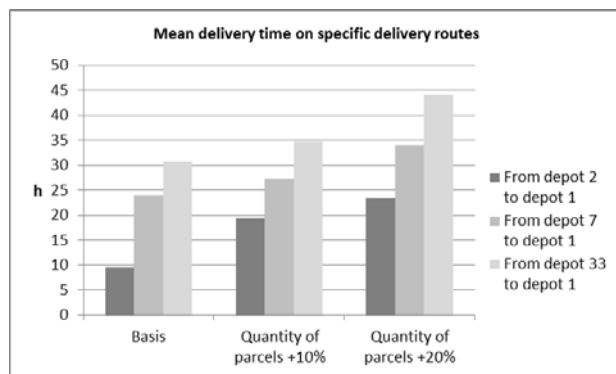 Mean delivery time on specific delivery routes
50
45
40
35
30
25
20
15
10
5
0
h
Basis
Quantity of
parcels +10%
Quantity of
parcels +20%
From depot 2
to depot 1
From depot 7
to depot 1
From depot 33
to depot 1